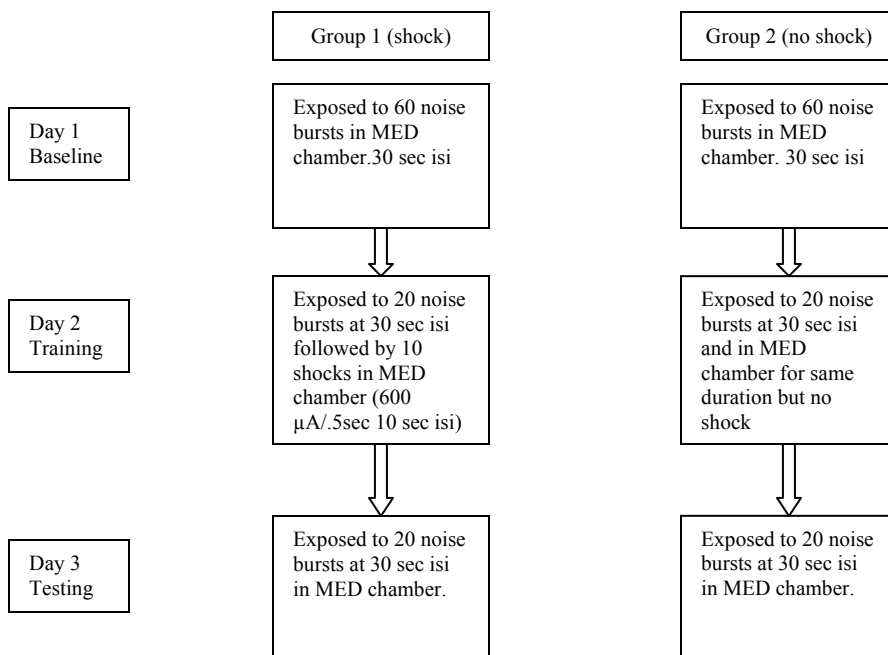 Group 1 (shock)
Group 2 (no shock)
Day 1
Baseline
Exposed to 60 noise
bursts in MED
chamber.30 sec isi
Exposed to 60 noise
bursts in MED
chamber. 30 sec isi
Day 2
Training
Exposed to 20 noise
bursts at 30 sec isi
followed by 10
shocks in MED
chamber (600
µA/.5sec 10 sec isi)
Exposed to 20 noise
bursts at 30 sec isi
and in MED
chamber for same
duration but no
shock
Day 3
Testing
Exposed to 20 noise
bursts at 30 sec isi
in MED chamber.
Exposed to 20 noise
bursts at 30 sec isi
in MED chamber.